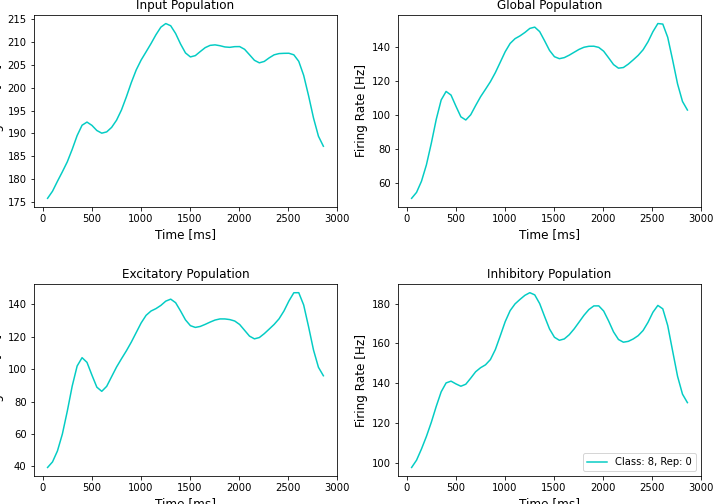 Input Population
215
210
205
200
195
190
185
180
175
0 500 1000 1500 2000 2500 3000
Time [ms]
Global Population
Firing Rate [Hz]
140
120
100
80
60
0 500 1000 1500 2000 2500 3000
Time [ms]
Excitatory Population
140
120
100
80
60
40
0 500 1000 1500 2000 2500 3000
Time [ms]
Inhibitory Population
Firing Rate [Hz]
180
160
140
120
100
Class: 8, Rep: 0
0 500 1000 1500 2000 2500 3000
Time [ms]